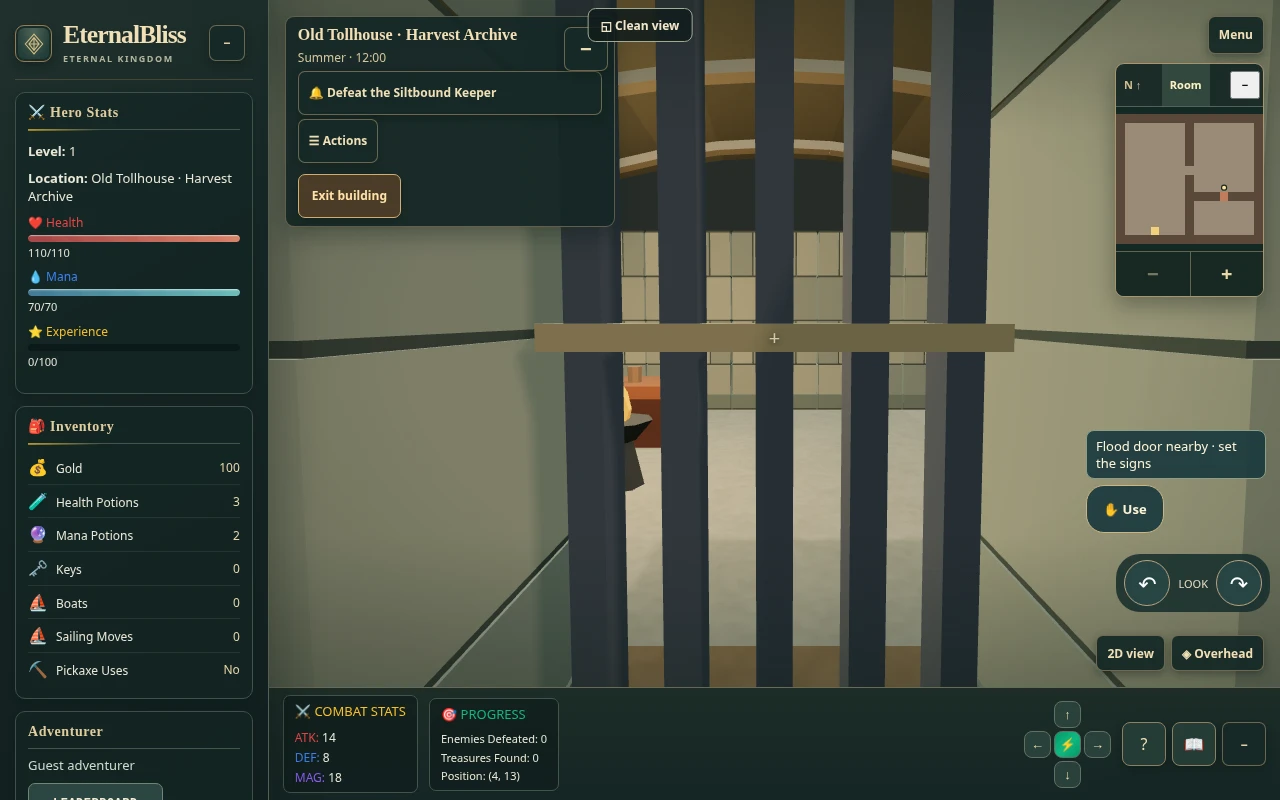 EternalBliss
ETERNAL KINGDOM
−
⚔️ Hero Stats
Level: 1
Location: Old Tollhouse · Harvest
Archive
❤️ Health
110/110
💧 Mana
70/70
⭐ Experience
0/100
🎒 Inventory
💰 Gold 100
🧪 Health Potions 3
🔮 Mana Potions 2
🗝️ Keys 0
⛵ Boats 0
⛵ Sailing Moves 0
⛏️ Pickaxe Uses No
Adventurer
Guest adventurer
Old Tollhouse · Harvest Archive
Summer · 12:00
−
◱ Clean view
🔔 Defeat the Siltbound Keeper
☰ Actions
Exit building
+
Menu
N ↑ Room −
− +
Flood door nearby · set
the signs
✋ Use
↶ LOOK ↷
2D view ◈ Overhead
⚔️ COMBAT STATS
ATK: 14
DEF: 8
MAG: 18
🎯 PROGRESS
Enemies Defeated: 0
Treasures Found: 0
Position: (4, 13)
↑
← ⚡ →
↓
? 📖 −